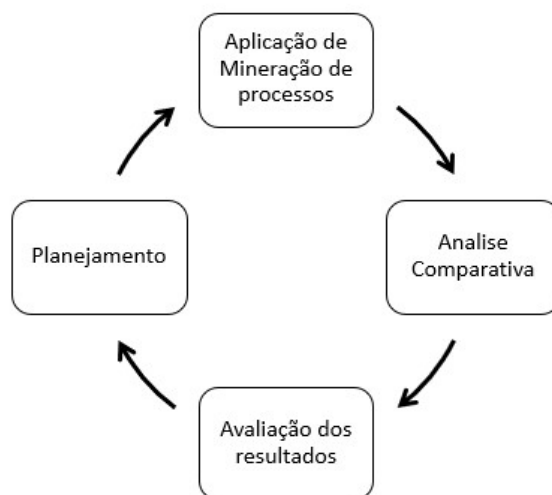 Aplicação de
Mineração de
processos
Planejamento
Analise
Comparativa
Avaliação dos
resultados